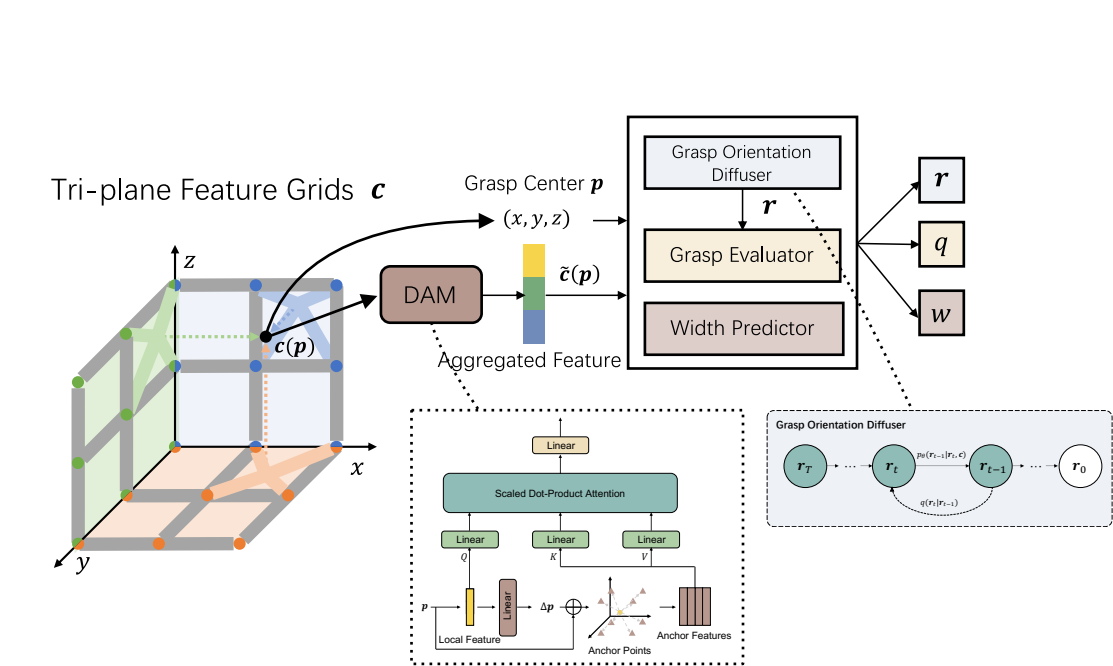 Tri-plane Feature Grids c
Grasp Center p
(x, y, z)
Grasp Orientation
Diffuser
r
Grasp Evaluator
Width Predictor
r
q
w
DAM
c̃(p)
Aggregated Feature
z
x
y
c(p)
Linear
Scaled Dot-Product Attention
Linear
Linear
Linear
Q
K
V
p
Local Feature
Linear
Δp
Anchor Points
Anchor Features
Grasp Orientation Diffuser
r_T
...
r_t
p_θ(r_{t-1}|r_t, c)
q(r_t|r_{t-1})
r_{t-1}
...
r_0